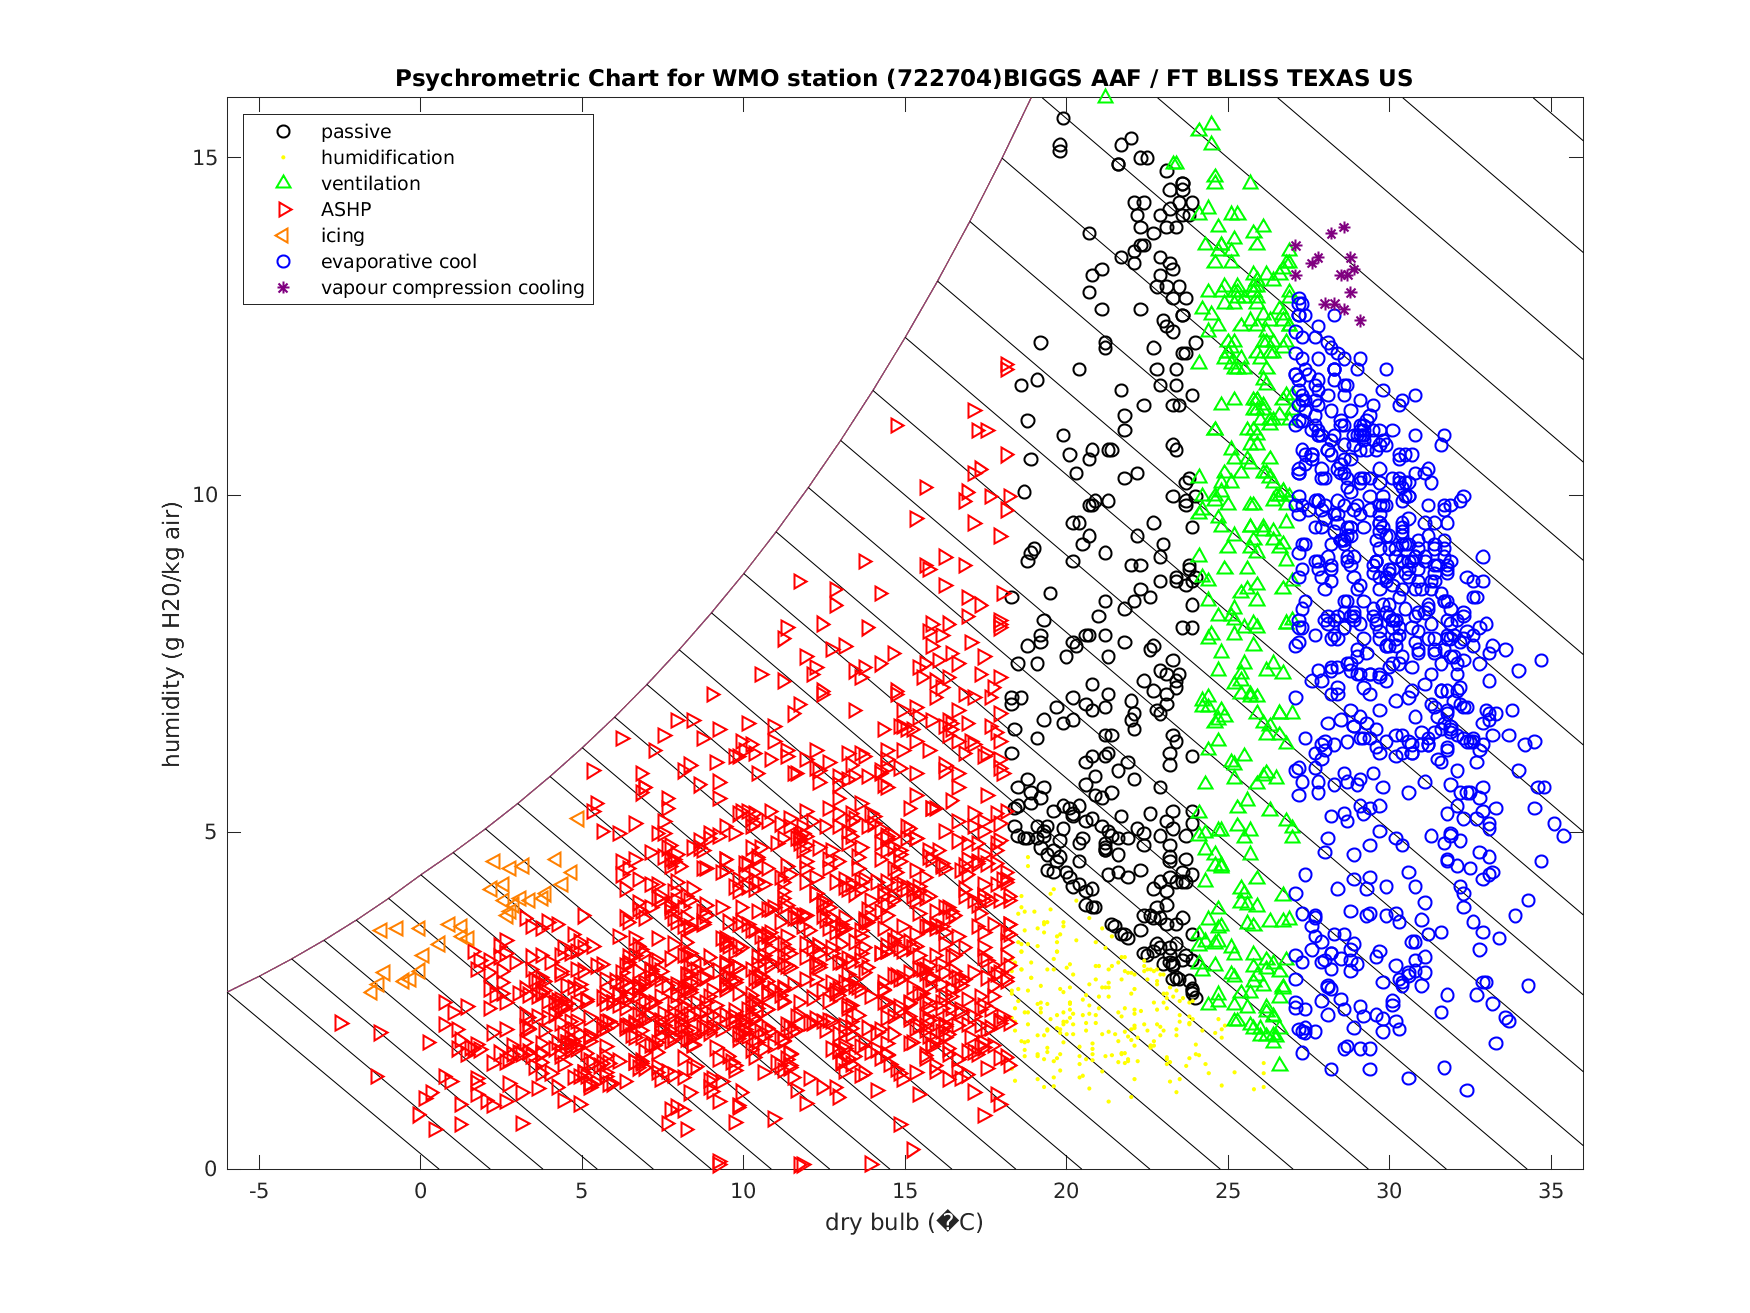 Psychrometric Chart for WMO station (722704)BIGGS AAF / FT BLISS TEXAS US
passive
humidification
ventilation
ASHP
icing
evaporative cool
vapour compression cooling
humidity (g H20/kg air)
15
10
5
0
-5
0
5
10
15
20
25
30
35
dry bulb (�C)